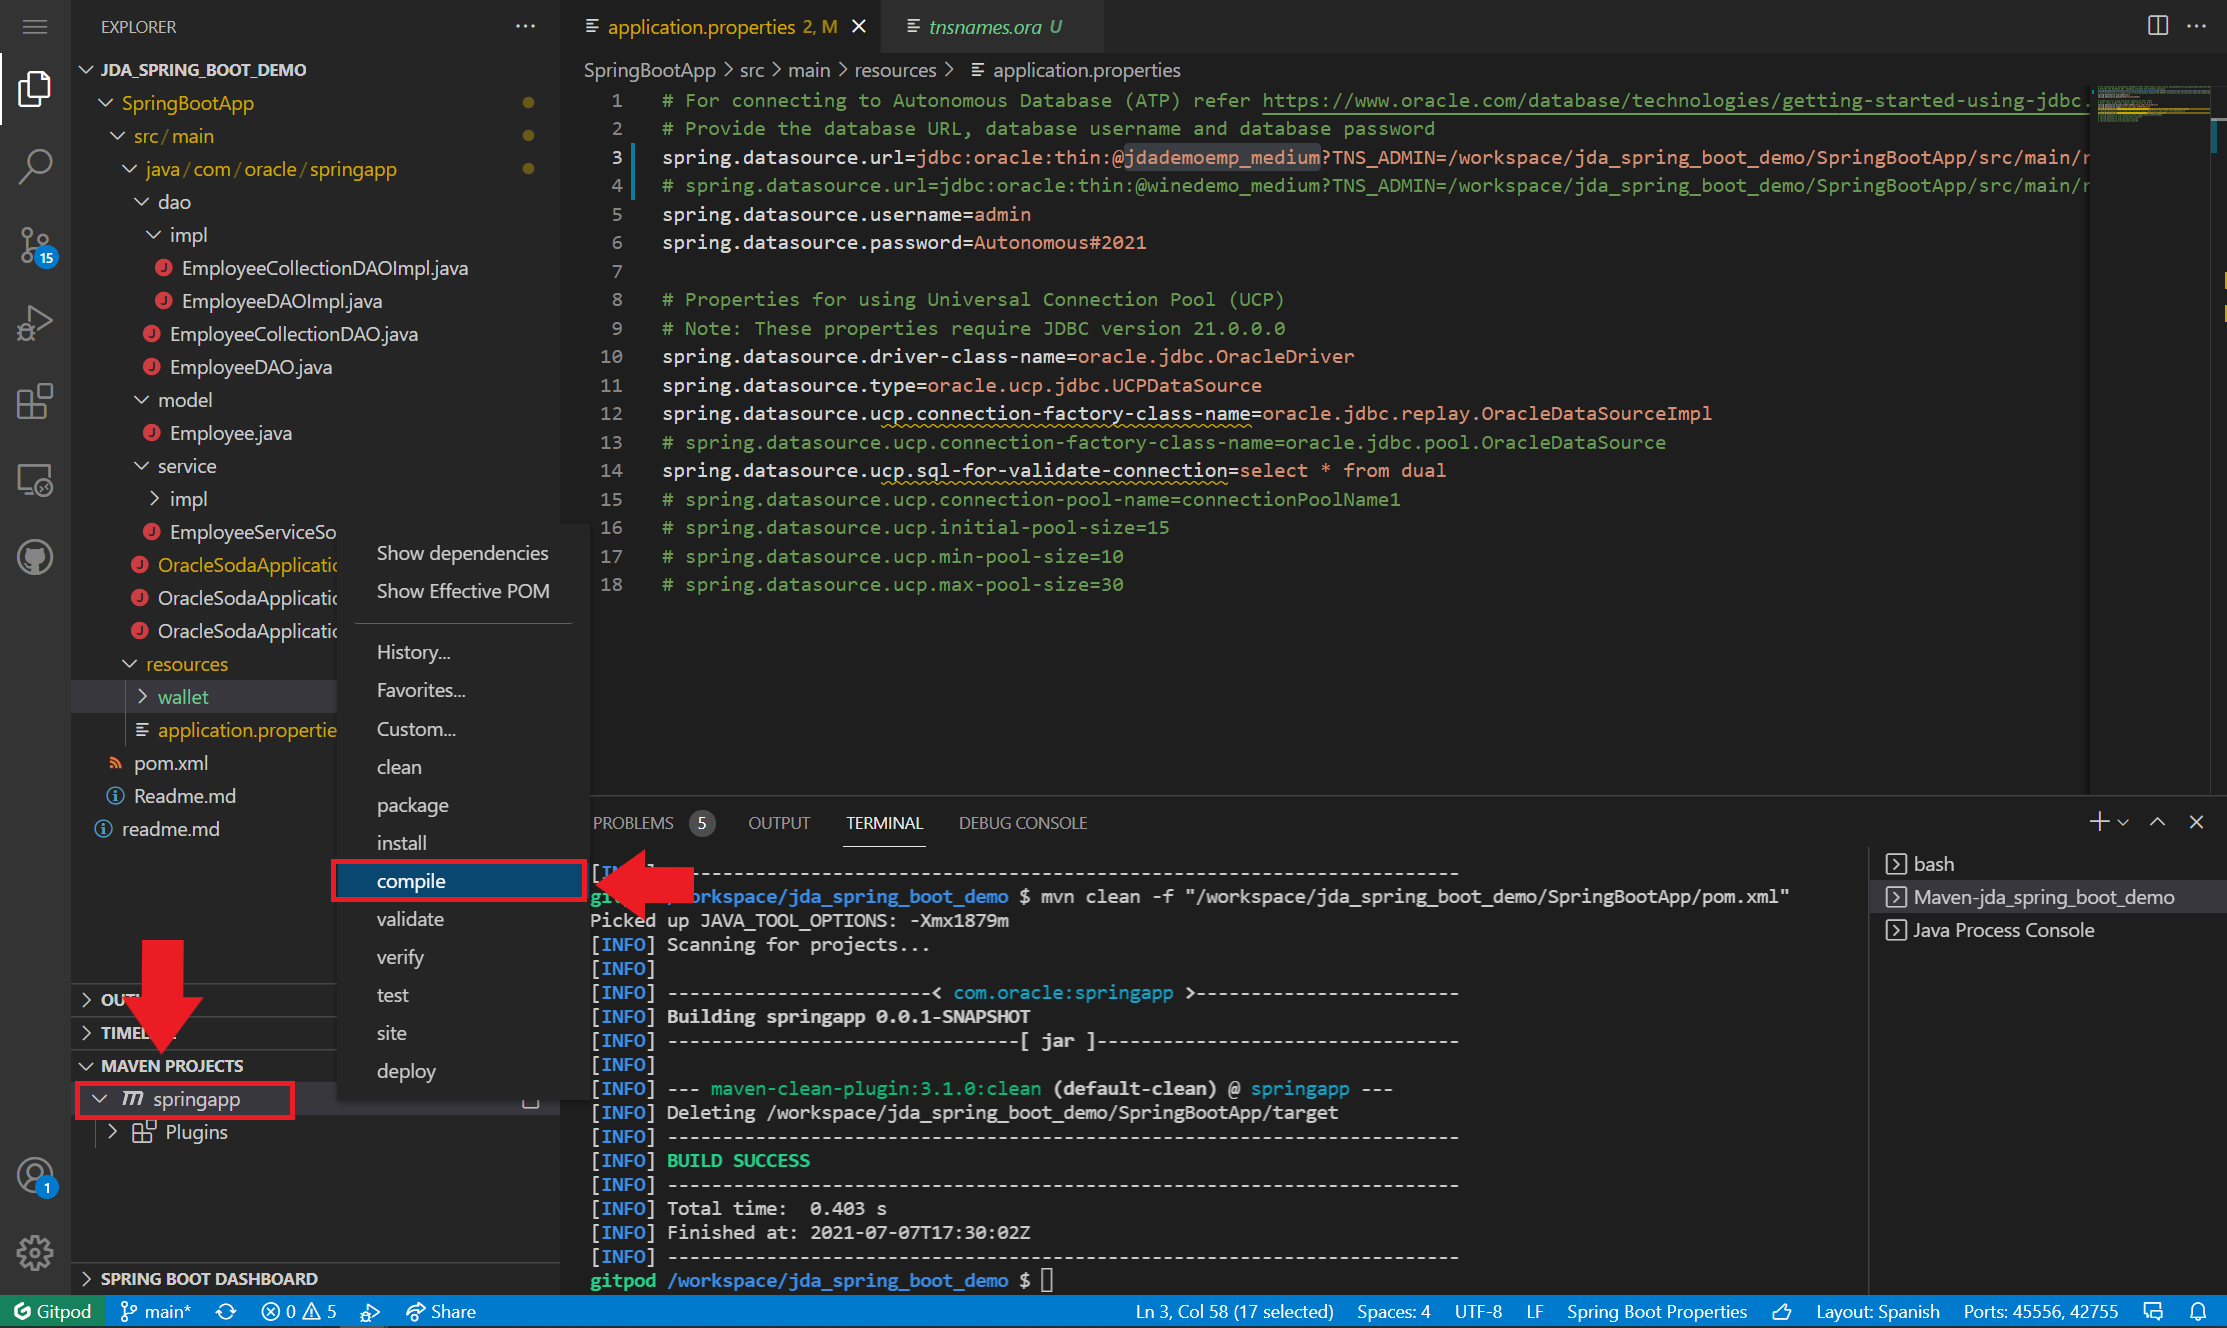 EXPLORER
JDA_SPRING_BOOT_DEMO
SpringBootApp
src/main
java/com/oracle/springapp
dao
impl
EmployeeCollectionDAOImpl.java
EmployeeDAOImpl.java
EmployeeCollectionDAO.java
EmployeeDAO.java
model
Employee.java
service
impl
EmployeeServiceSo
OracleSodaApplicatic
OracleSodaApplicatic
OracleSodaApplicatic
resources
wallet
application.propertie
pom.xml
Readme.md
readme.md
TIMEL
MAVEN PROJECTS
springapp
Plugins
SPRING BOOT DASHBOARD
15
1
Show dependencies
Show Effective POM
History...
Favorites...
Custom...
clean
package
install
compile
validate
verify
test
site
deploy
application.properties 2, M
tnsnames.ora U
SpringBootApp > src > main > resources > application.properties
1 # For connecting to Autonomous Database (ATP) refer https://www.oracle.com/database/technologies/getting-started-using-jdbc.
2 # Provide the database URL, database username and database password
3 spring.datasource.url=jdbc:oracle:thin:@jdademoemp_medium?TNS_ADMIN=/workspace/jda_spring_boot_demo/SpringBootApp/src/main/r
4 # spring.datasource.url=jdbc:oracle:thin:@winedemo_medium?TNS_ADMIN=/workspace/jda_spring_boot_demo/SpringBootApp/src/main/r
5 spring.datasource.username=admin
6 spring.datasource.password=Autonomous#2021
7
8 # Properties for using Universal Connection Pool (UCP)
9 # Note: These properties require JDBC version 21.0.0.0
10 spring.datasource.driver-class-name=oracle.jdbc.OracleDriver
11 spring.datasource.type=oracle.ucp.jdbc.UCPDataSource
12 spring.datasource.ucp.connection-factory-class-name=oracle.jdbc.replay.OracleDataSourceImpl
13 # spring.datasource.ucp.connection-factory-class-name=oracle.jdbc.pool.OracleDataSource
14 spring.datasource.ucp.sql-for-validate-connection=select * from dual
15 # spring.datasource.ucp.connection-pool-name=connectionPoolName1
16 # spring.datasource.ucp.initial-pool-size=15
17 # spring.datasource.ucp.min-pool-size=10
18 # spring.datasource.ucp.max-pool-size=30
PROBLEMS 5 OUTPUT TERMINAL DEBUG CONSOLE
------------------------------------------------------------------------
orkspace/jda_spring_boot_demo $ mvn clean -f "/workspace/jda_spring_boot_demo/SpringBootApp/pom.xml"
Picked up JAVA_TOOL_OPTIONS: -Xmx1879m
[INFO] Scanning for projects...
[INFO]
[INFO] ------------------------< com.oracle:springapp >------------------------
[INFO] Building springapp 0.0.1-SNAPSHOT
[INFO] --------------------------------[ jar ]---------------------------------
[INFO]
[INFO] --- maven-clean-plugin:3.1.0:clean (default-clean) @ springapp ---
[INFO] Deleting /workspace/jda_spring_boot_demo/SpringBootApp/target
[INFO] ------------------------------------------------------------------------
[INFO] BUILD SUCCESS
[INFO] ------------------------------------------------------------------------
[INFO] Total time:  0.403 s
[INFO] Finished at: 2021-07-07T17:30:02Z
[INFO] ------------------------------------------------------------------------
gitpod /workspace/jda_spring_boot_demo $
bash
Maven-jda_spring_boot_demo
Java Process Console
Gitpod main* 0 5 Share Ln 3, Col 58 (17 selected) Spaces: 4 UTF-8 LF Spring Boot Properties Layout: Spanish Ports: 45556, 42755